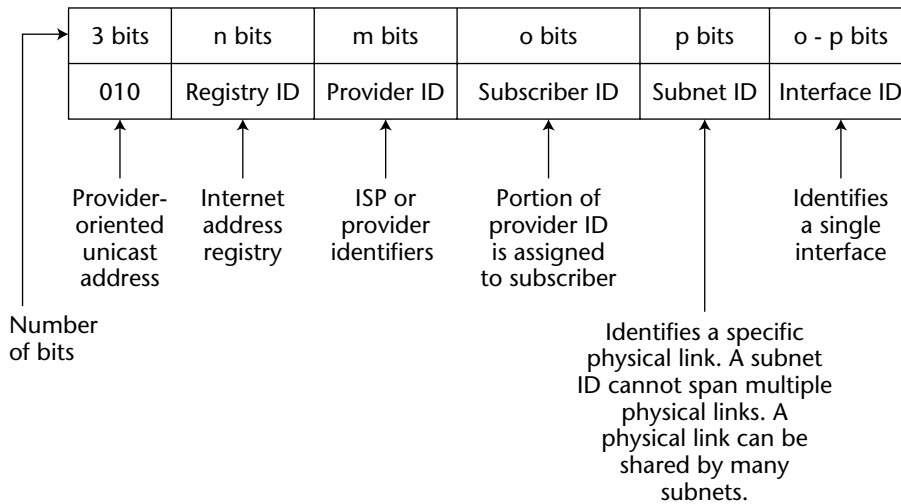 3 bits n bits m bits o bits p bits o - p bits
010 Registry ID Provider ID Subscriber ID Subnet ID Interface ID
Provider-
oriented
unicast
address
Internet
address
registry
ISP or
provider
identifiers
Portion of
provider ID
is assigned
to subscriber
Identifies
a single
interface
Number
of bits
Identifies a specific
physical link. A subnet
ID cannot span multiple
physical links. A
physical link can be
shared by many
subnets.